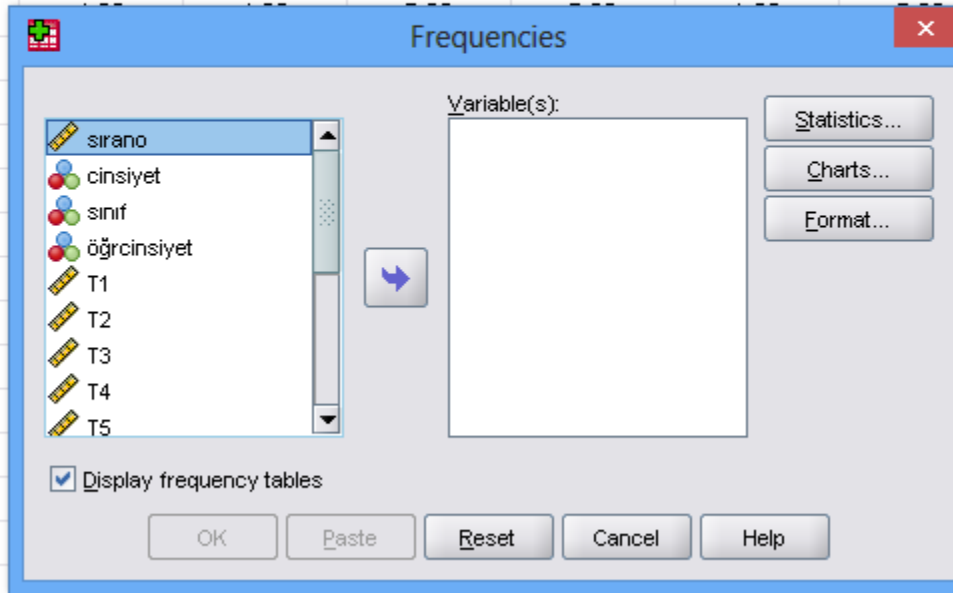 Frequencies
Variable(s):
sırano
cinsiyet
sınıf
öğrcinsiyet
T1
T2
T3
T4
T5
Statistics...
Charts...
Format...
Display frequency tables
OK
Paste
Reset
Cancel
Help